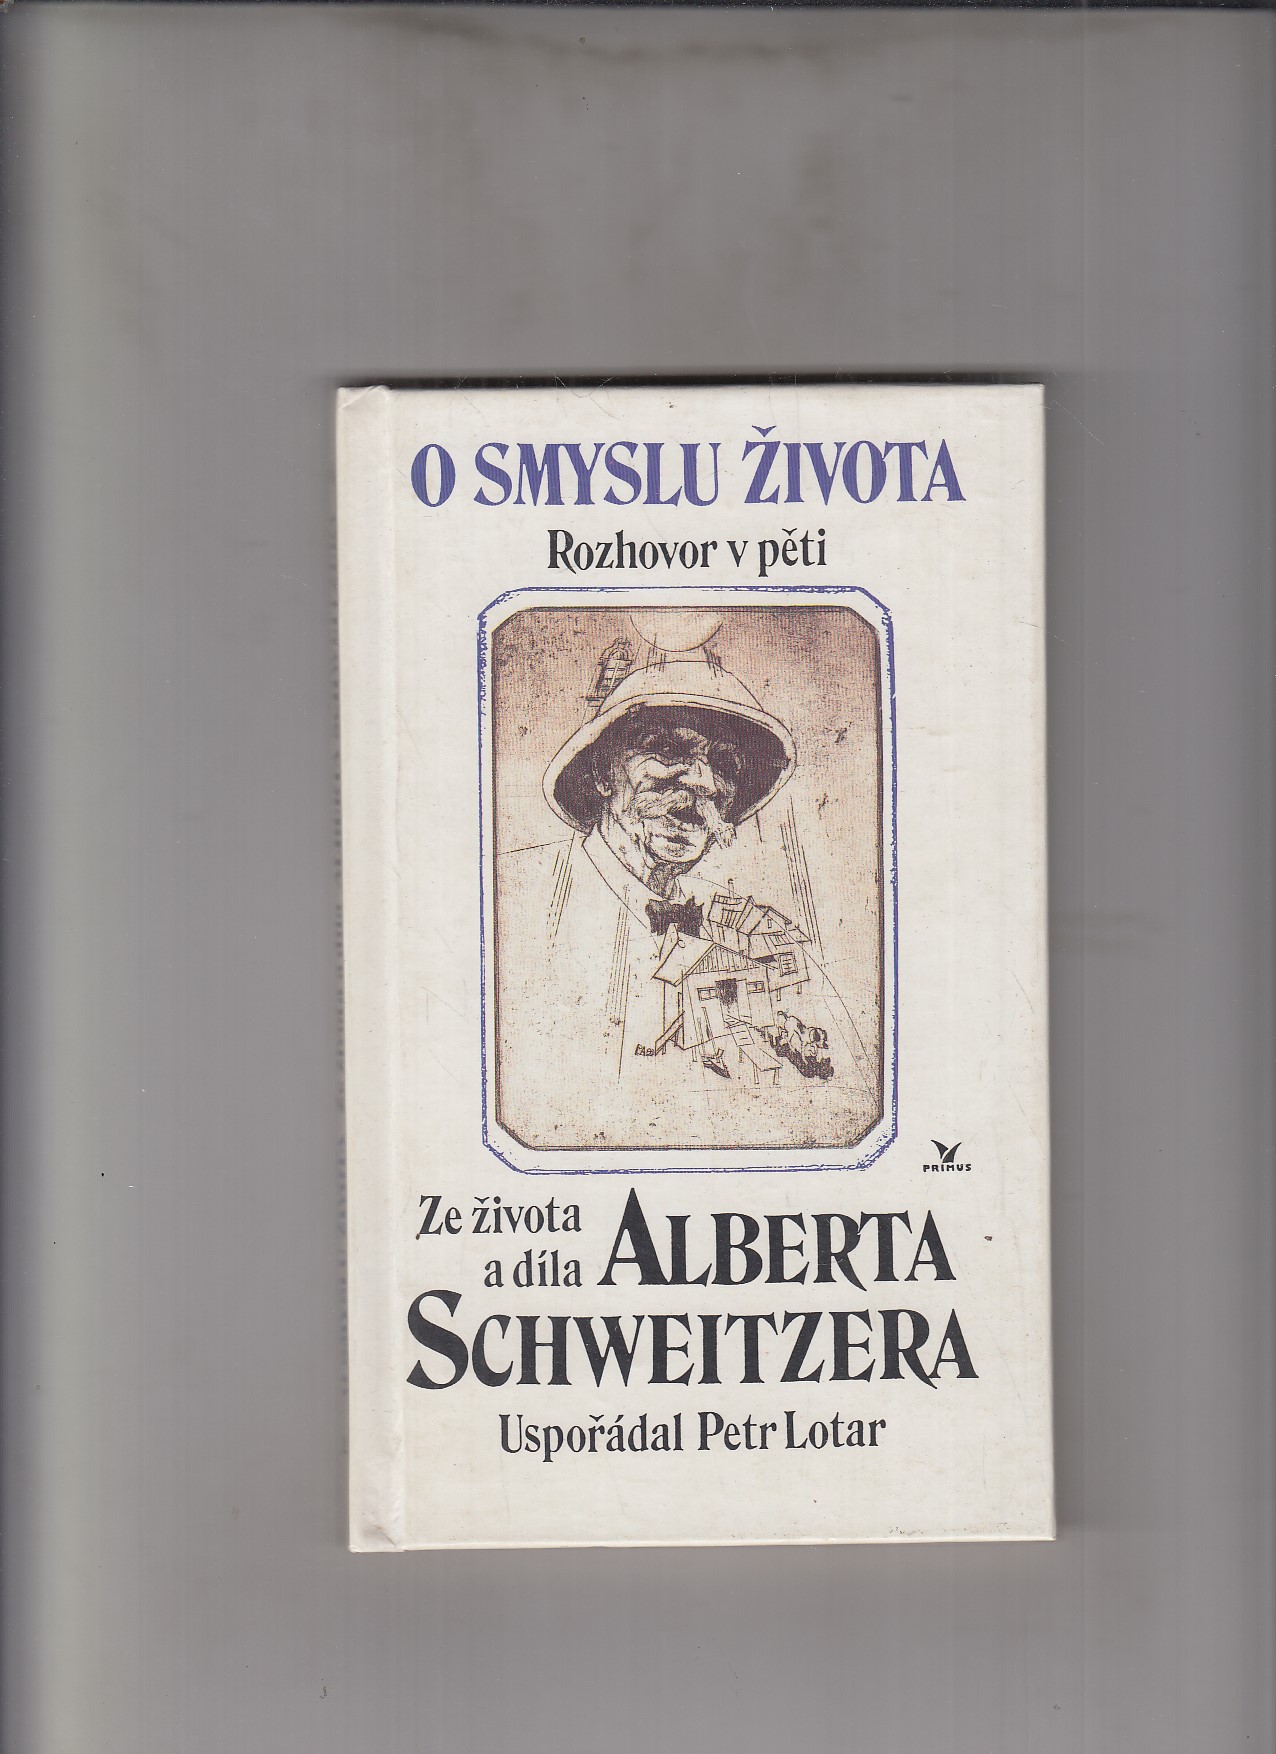 O SMYSLU ŽIVOTA
Rozhovor v pěti
PRIMUS
Ze života
a díla ALBERTA
SCHWEITZERA
Uspořádal Petr Lotar